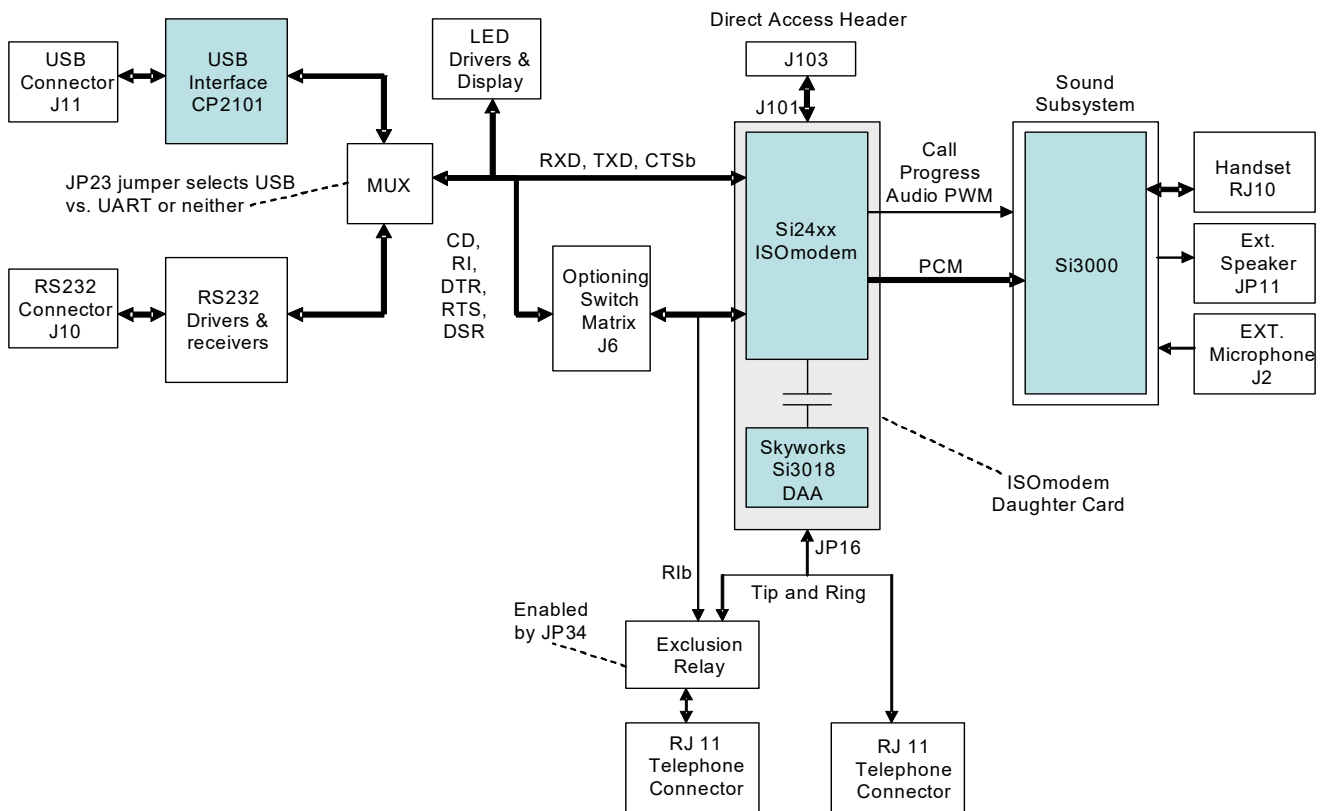 Direct Access Header
USB
Connector
J11
USB
Interface
CP2101
LED
Drivers &
Display
J103
J101
Sound
Subsystem
JP23 jumper selects USB
vs. UART or neither
MUX
RXD, TXD, CTSb
Call
Progress
Audio PWM
Handset
RJ10
Si24xx
ISOmodem
PCM
Si3000
Ext.
Speaker
JP11
CD,
RI,
DTR,
RTS,
DSR
Optioning
Switch
Matrix
J6
RS232
Connector
J10
RS232
Drivers &
receivers
EXT.
Microphone
J2
Skyworks
Si3018
DAA
ISOmodem
Daughter Card
JP16
RIb
Tip and Ring
Enabled
by JP34
Exclusion
Relay
RJ 11
Telephone
Connector
RJ 11
Telephone
Connector